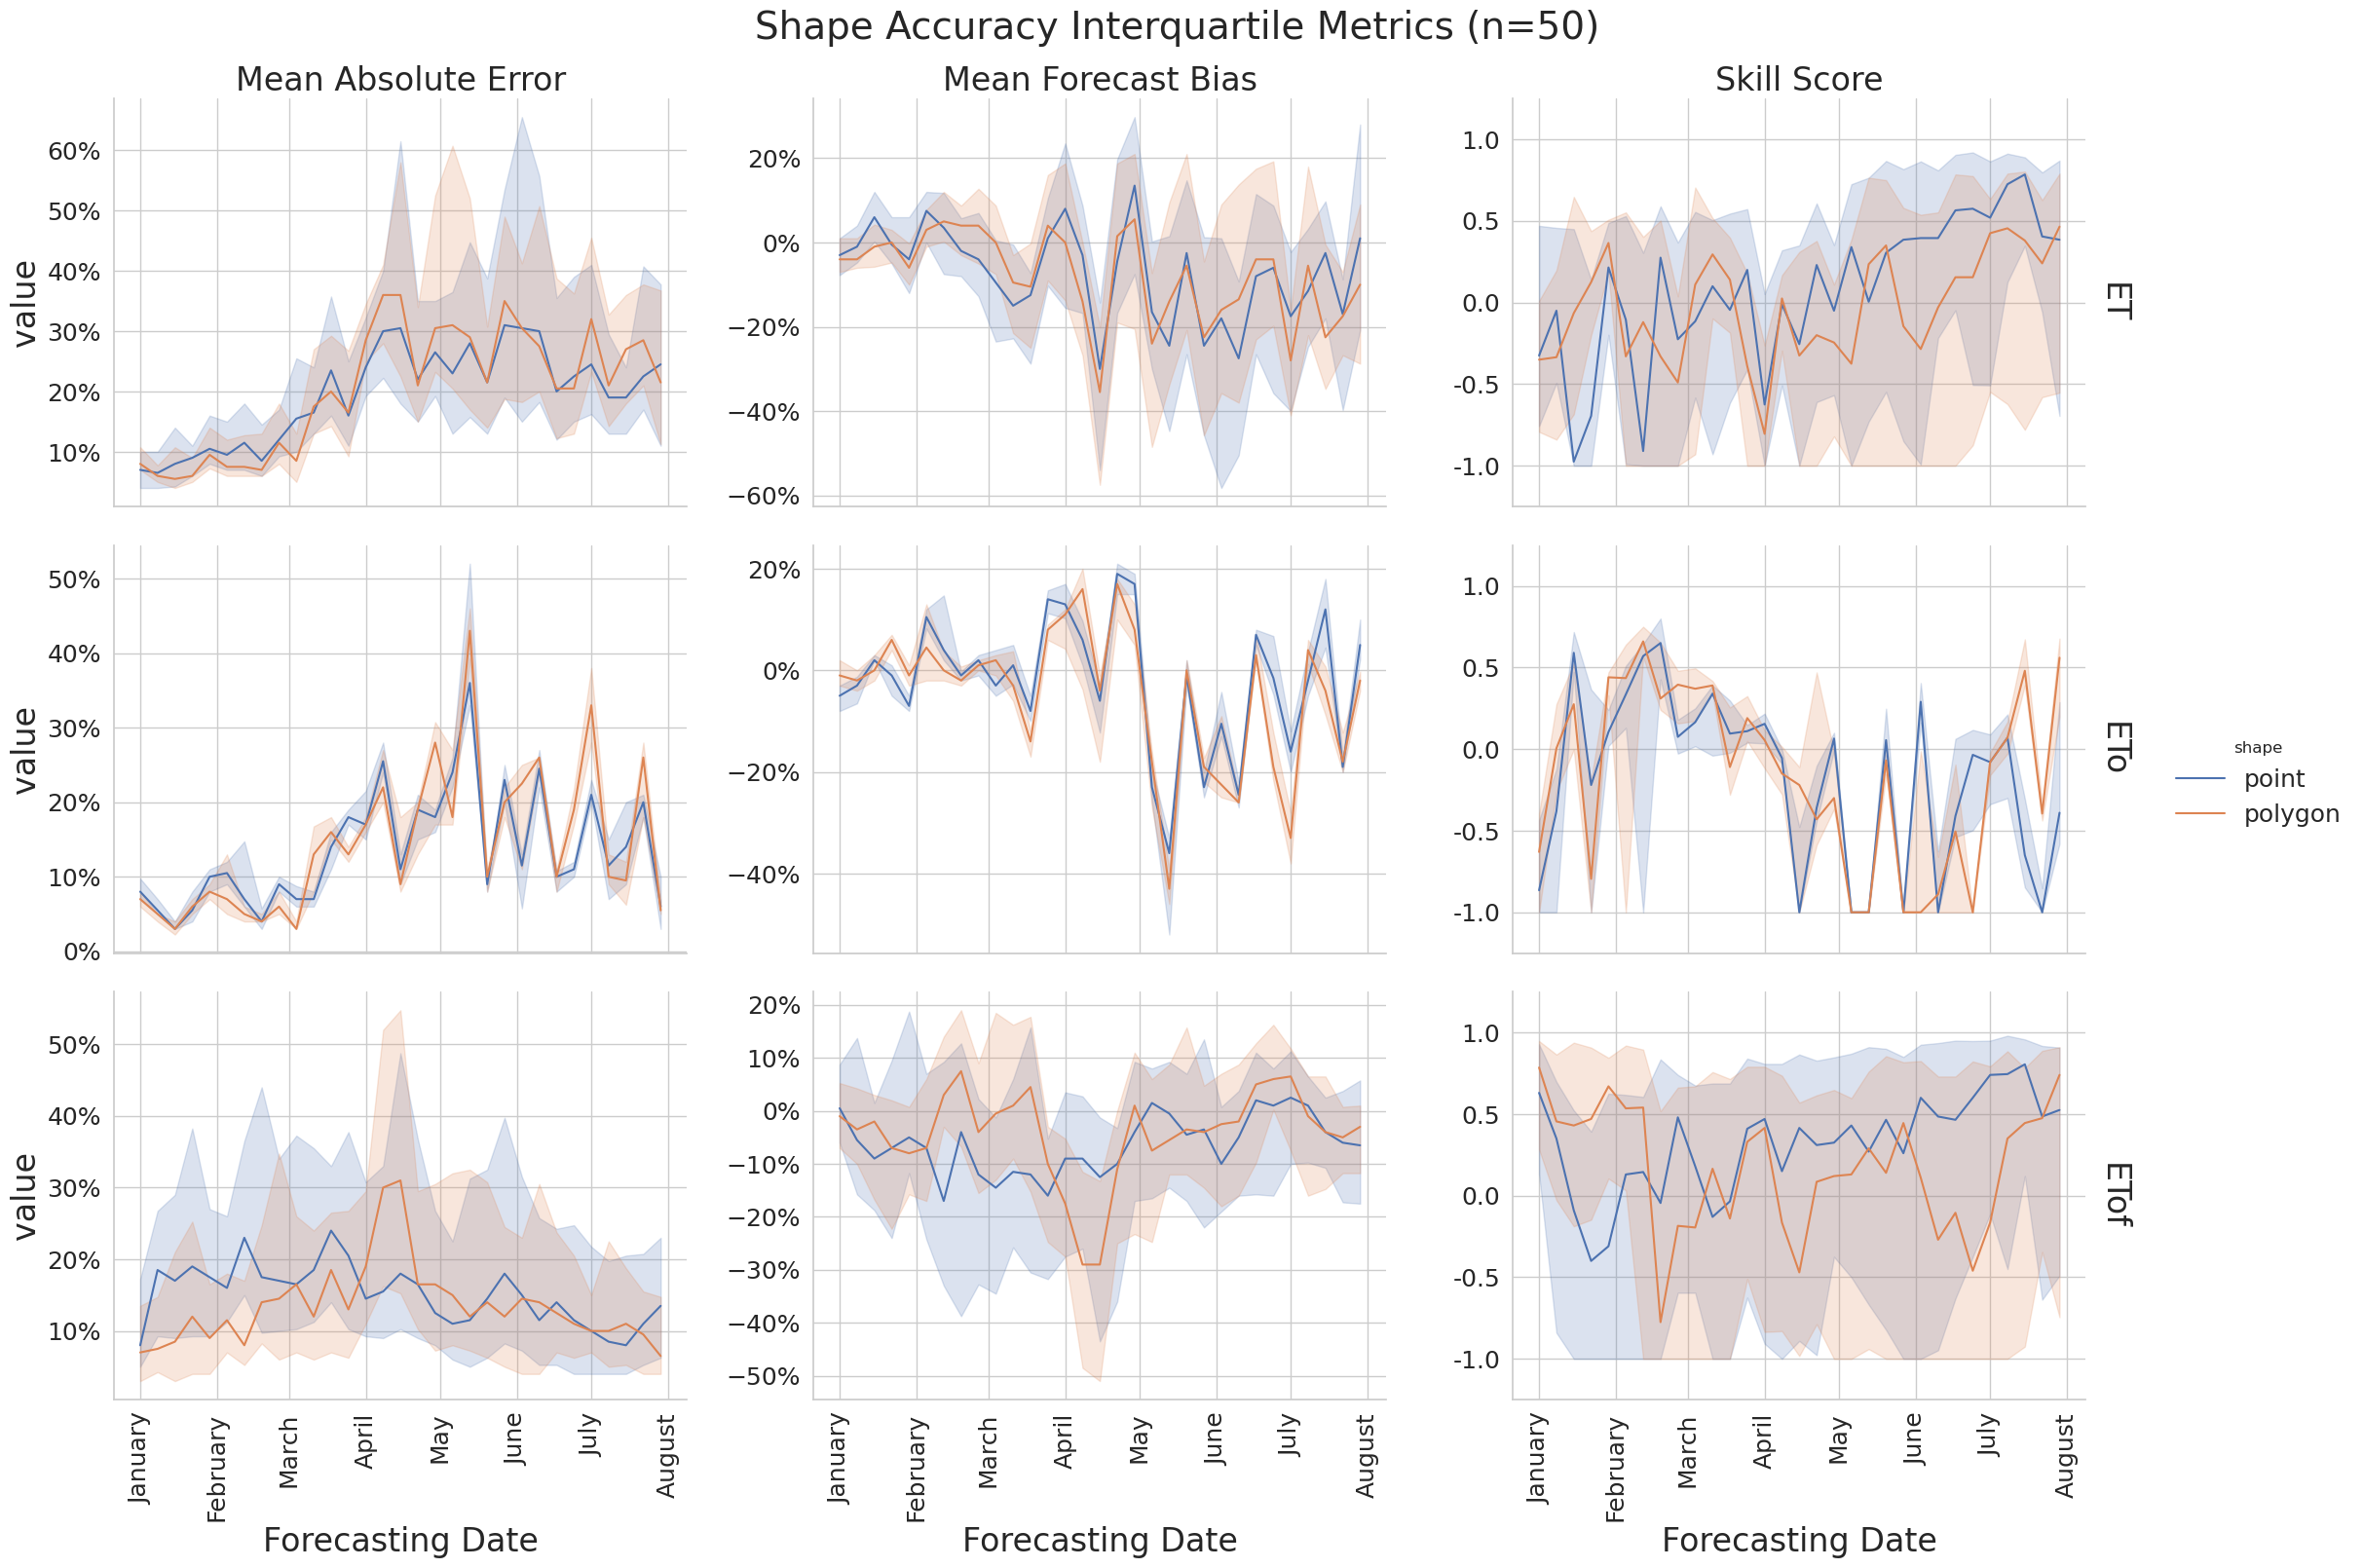 Shape Accuracy Interquartile Metrics (n=50)
Mean Absolute Error
Mean Forecast Bias
Skill Score
value
60%
50%
40%
30%
20%
10%
20%
0%
−20%
−40%
−60%
1.0
0.5
0.0
-0.5
-1.0
ET
value
50%
40%
30%
20%
10%
0%
20%
0%
−20%
−40%
1.0
0.5
0.0
-0.5
-1.0
ETo
shape
point
polygon
value
50%
40%
30%
20%
10%
20%
10%
0%
−10%
−20%
−30%
−40%
−50%
1.0
0.5
0.0
-0.5
-1.0
ETof
January
February
March
April
May
June
July
August
January
February
March
April
May
June
July
August
January
February
March
April
May
June
July
August
Forecasting Date
Forecasting Date
Forecasting Date